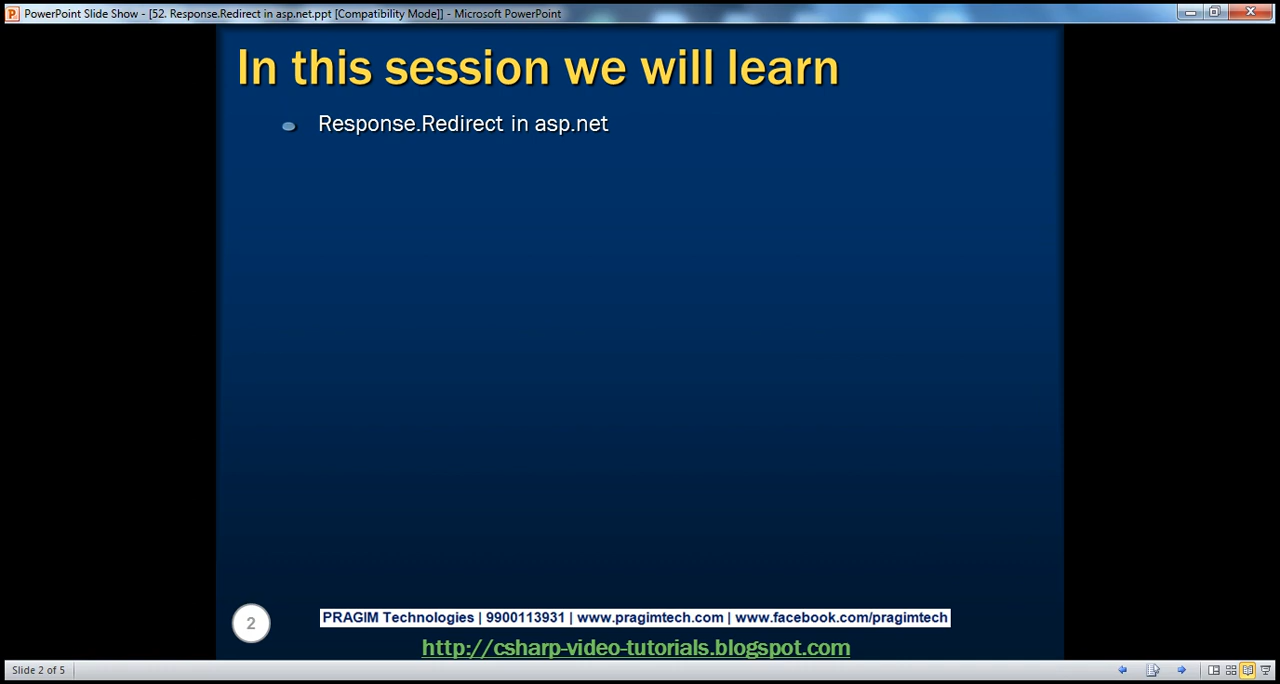 PowerPoint Slide Show - [52. Response.Redirect in asp.net.ppt [Compatibility Mode]] - Microsoft PowerPoint
In this session we will learn
Response.Redirect in asp.net
2
PRAGIM Technologies | 9900113931 | www.pragimtech.com | www.facebook.com/pragimtech
http://csharp-video-tutorials.blogspot.com
Slide 2 of 5